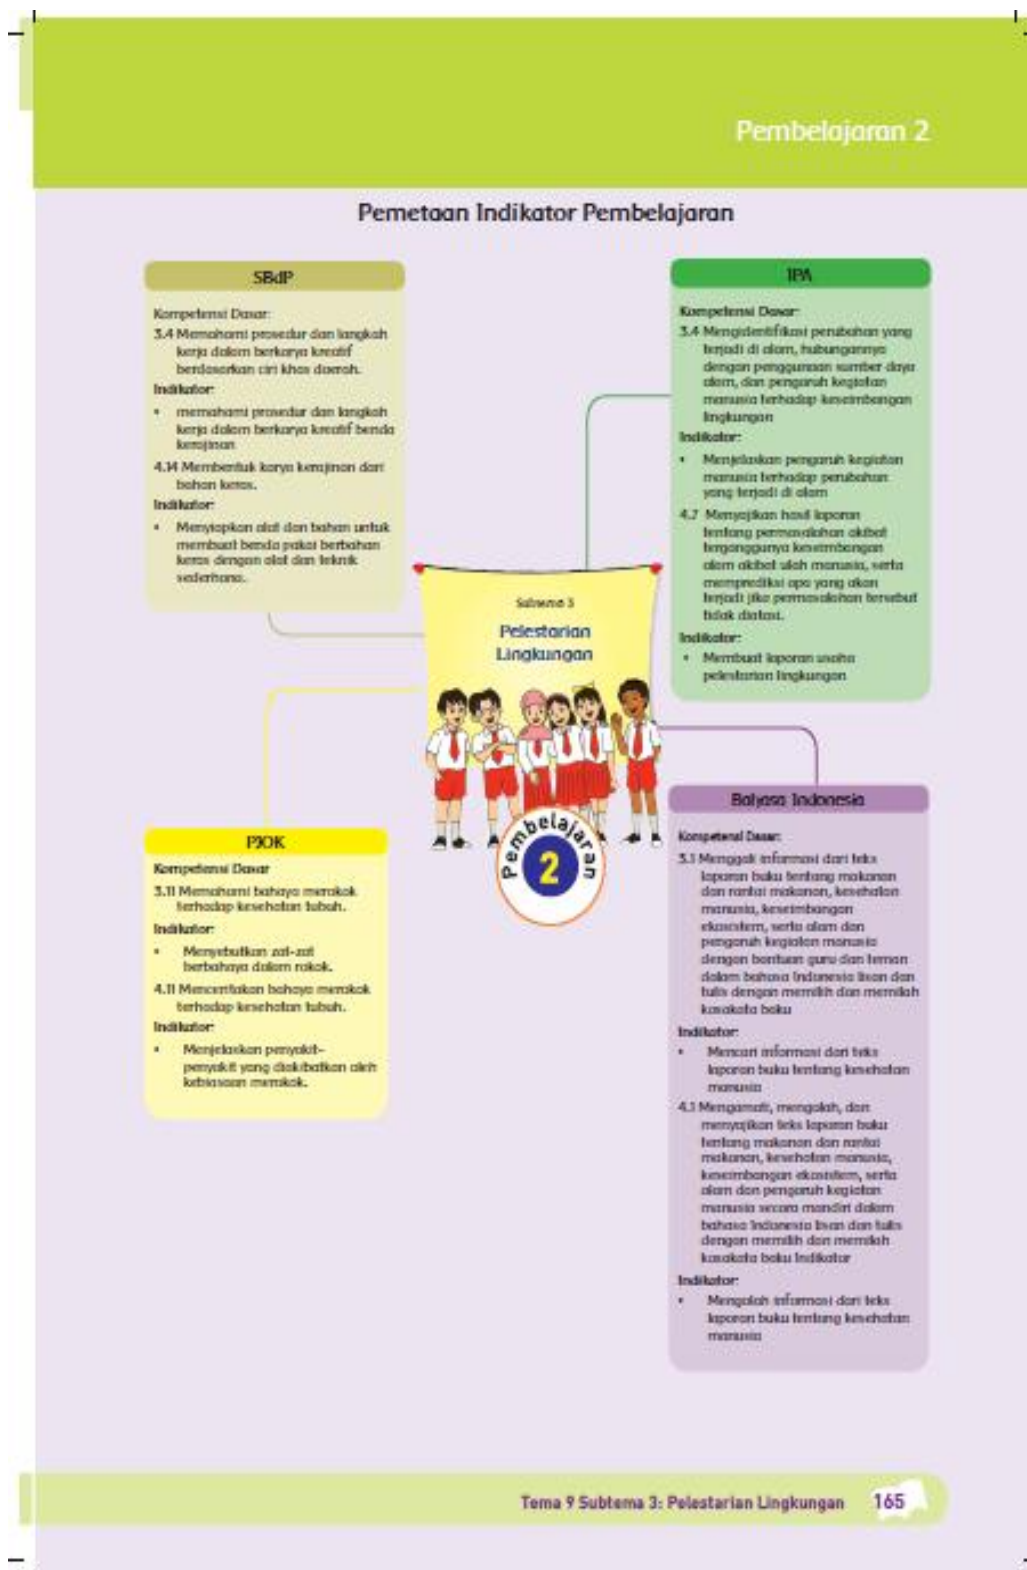 Pembelajaran 2
Pemetaan Indikator Pembelajaran
SBdP
Kompetensi Dasar:
3.4 Memahami prosedur dan langkah
kerja dalam berkarya kreatif
berdasarkan ciri khas daerah.
Indikator:
• memahami prosedur dan langkah
kerja dalam berkarya kreatif benda
kerajinan
4.14 Membentuk karya kerajinan dari
bahan keras.
Indikator:
• Menyiapkan alat dan bahan untuk
membuat benda pakai berbahan
keras dengan alat dan teknik
sederhana.
IPA
Kompetensi Dasar:
3.4 Mengidentifikasi perubahan yang
terjadi di alam, hubungannya
dengan penggunaan sumber daya
alam, dan pengaruh kegiatan
manusia terhadap keseimbangan
lingkungan
Indikator:
• Menjelaskan pengaruh kegiatan
manusia terhadap perubahan
yang terjadi di alam
4.7 Menyajikan hasil laporan
tentang permasalahan akibat
terganggunya keseimbangan
alam akibat ulah manusia, serta
memprediksi apa yang akan
terjadi jika permasalahan tersebut
tidak diatasi.
Indikator:
• Membuat laporan usaha
pelestarian lingkungan
Subtema 3
Pelestarian
Lingkungan
Pembelajaran
2
PJOK
Kompetensi Dasar
3.11 Memahami bahaya merokok
terhadap kesehatan tubuh.
Indikator:
• Menyebutkan zat-zat
berbahaya dalam rokok.
4.11 Menceritakan bahaya merokok
terhadap kesehatan tubuh.
Indikator:
• Menjelaskan penyakit-
penyakit yang diakibatkan oleh
kebiasaan merokok.
Bahasa Indonesia
Kompetensi Dasar:
3.1 Menggali informasi dari teks
laporan buku tentang makanan
dan rantai makanan, kesehatan
manusia, keseimbangan
ekosistem, serta alam dan
pengaruh kegiatan manusia
dengan bantuan guru dan teman
dalam bahasa Indonesia lisan dan
tulis dengan memilih dan memilah
kosakata baku
Indikator:
• Mencari informasi dari teks
laporan buku tentang kesehatan
manusia
4.1 Mengamati, mengolah, dan
menyajikan teks laporan buku
tentang makanan dan rantai
makanan, kesehatan manusia,
keseimbangan ekosistem, serta
alam dan pengaruh kegiatan
manusia secara mandiri dalam
bahasa Indonesia lisan dan tulis
dengan memilih dan memilah
kosakata baku Indikator
Indikator:
• Mengolah informasi dari teks
laporan buku tentang kesehatan
manusia
Tema 9 Subtema 3: Pelestarian Lingkungan 165